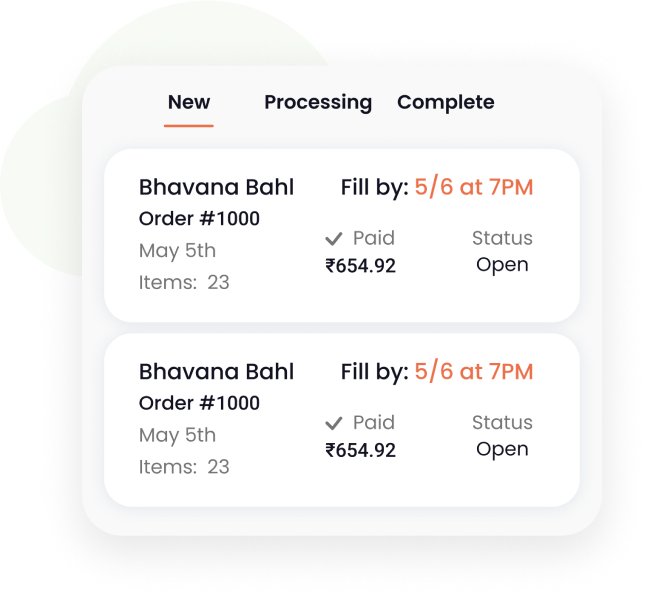 New Processing Complete
Bhavana Bahl Fill by: 5/6 at 7PM
Order #1000
Paid Status
May 5th
₹654.92 Open
Items: 23
Bhavana Bahl Fill by: 5/6 at 7PM
Order #1000
Paid Status
May 5th
₹654.92 Open
Items: 23